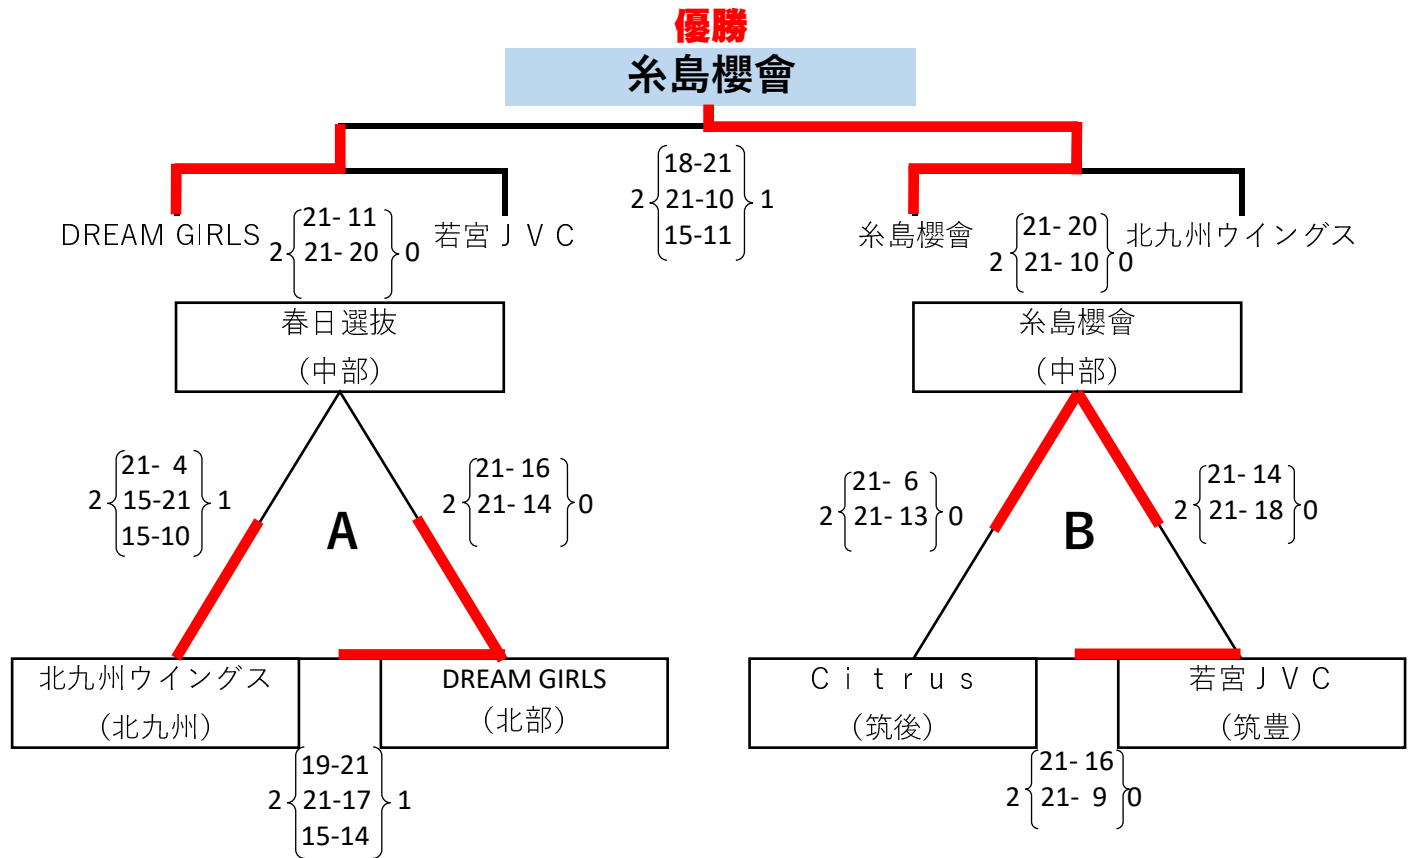 優勝
糸島櫻會
2 18-21 1
21-10
15-11
DREAM GIRLS
2 21- 11 0
21- 20
若宮ＪＶＣ
糸島櫻會
2 21- 20 0
21- 10
北九州ウイングス
春日選抜
(中部)
糸島櫻會
(中部)
2 21- 4 1
15-21
15-10
A
2 21- 16 0
21- 14
2 21- 6 0
21- 13
B
2 21- 14 0
21- 18
北九州ウイングス
(北九州)
DREAM GIRLS
(北部)
Ｃｉｔｒｕｓ
(筑後)
若宮ＪＶＣ
(筑豊)
2 19-21 1
21-17
15-14
2 21- 16 0
21- 9